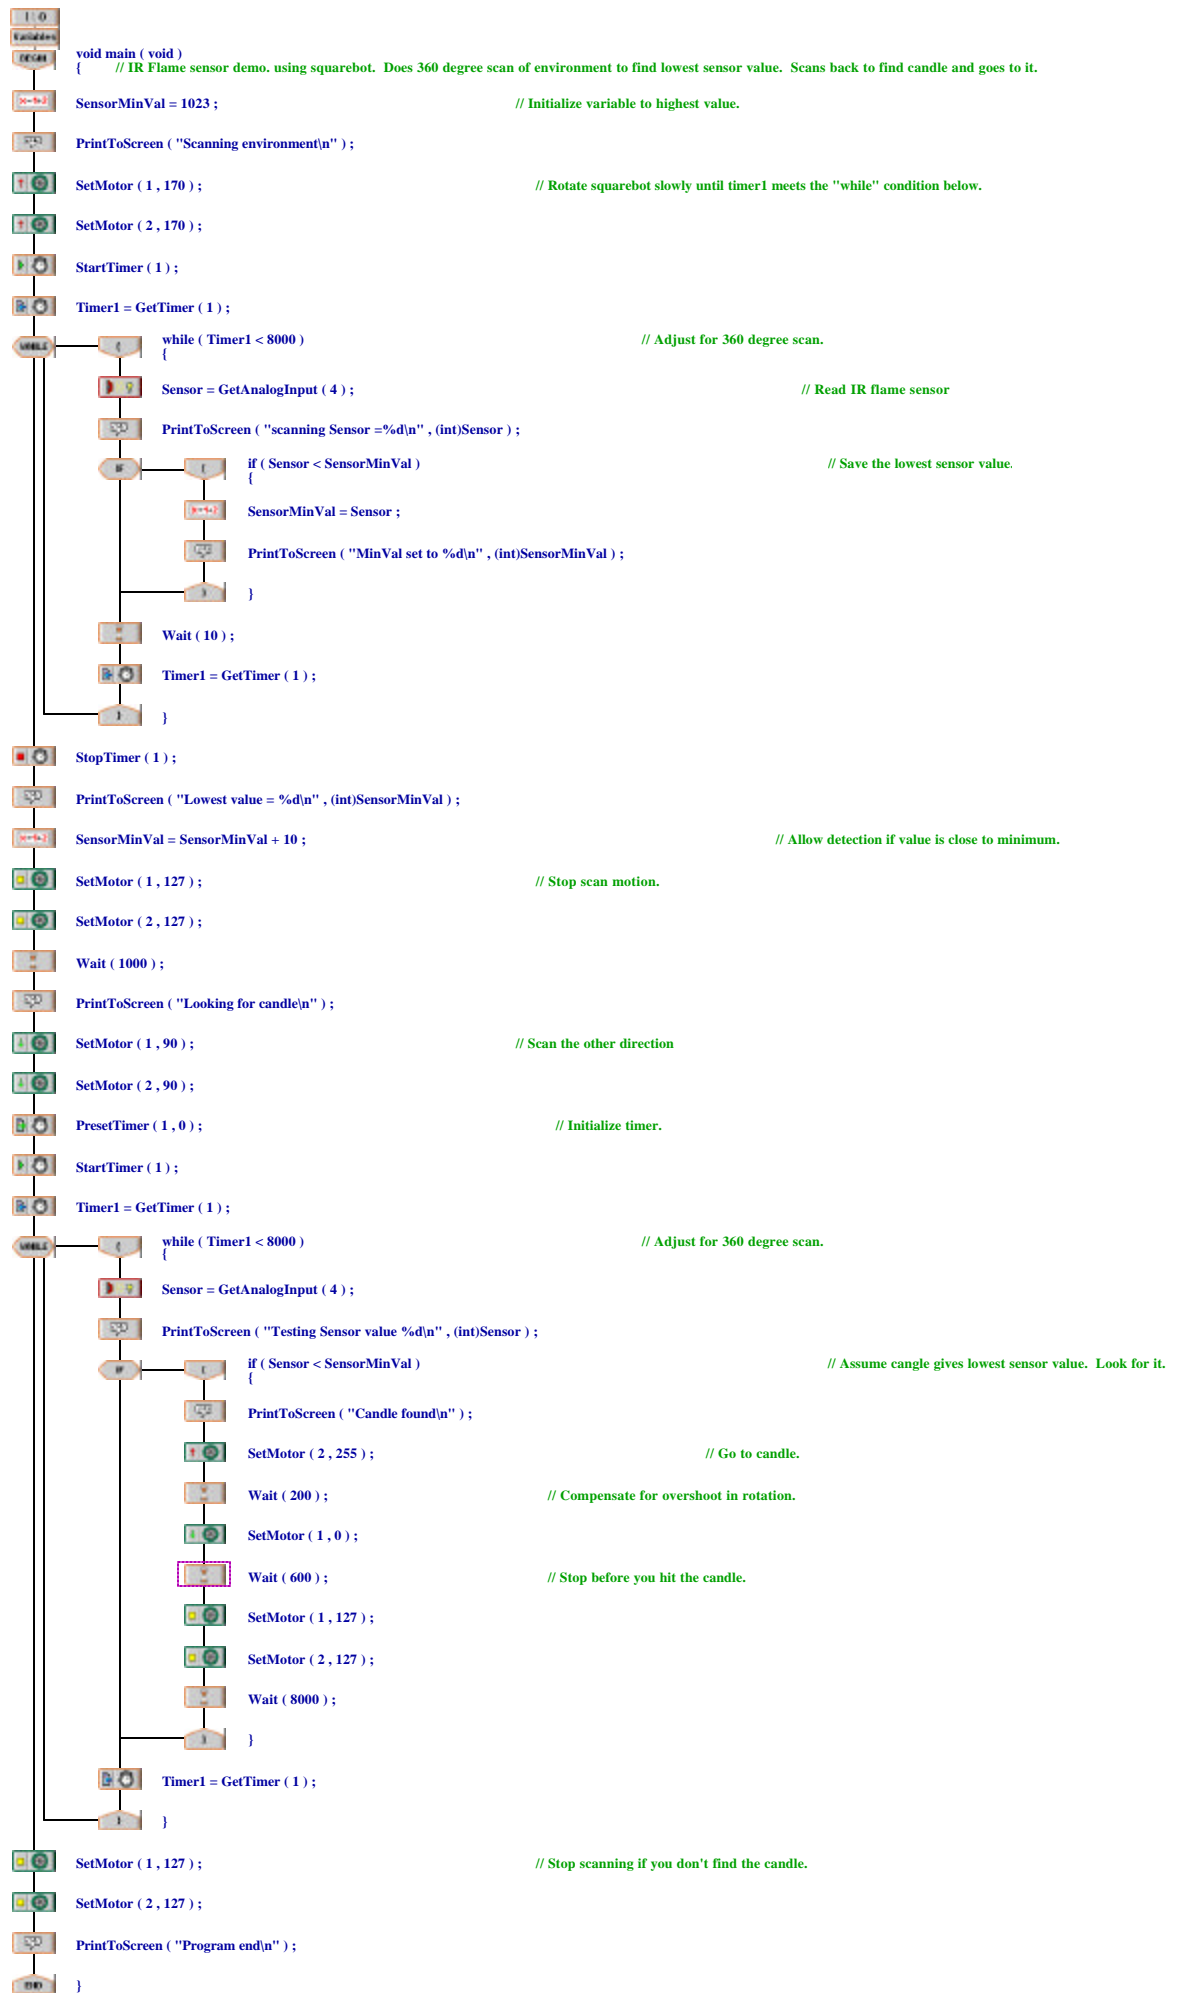 I O
Variables
BEGIN
void main ( void )
{ // IR Flame sensor demo. using squarebot. Does 360 degree scan of environment to find lowest sensor value. Scans back to find candle and goes to it.
SensorMinVal = 1023 ; // Initialize variable to highest value.
PrintToScreen ( "Scanning environment\n" ) ;
SetMotor ( 1 , 170 ) ; // Rotate squarebot slowly until timer1 meets the "while" condition below.
SetMotor ( 2 , 170 ) ;
StartTimer ( 1 ) ;
Timer1 = GetTimer ( 1 ) ;
WHILE { while ( Timer1 < 8000 ) // Adjust for 360 degree scan.
{
Sensor = GetAnalogInput ( 4 ) ; // Read IR flame sensor
PrintToScreen ( "scanning Sensor =%d\n" , (int)Sensor ) ;
IF { if ( Sensor < SensorMinVal ) // Save the lowest sensor value.
{
SensorMinVal = Sensor ;
PrintToScreen ( "MinVal set to %d\n" , (int)SensorMinVal ) ;
} }
Wait ( 10 ) ;
Timer1 = GetTimer ( 1 ) ;
} }
StopTimer ( 1 ) ;
PrintToScreen ( "Lowest value = %d\n" , (int)SensorMinVal ) ;
SensorMinVal = SensorMinVal + 10 ; // Allow detection if value is close to minimum.
SetMotor ( 1 , 127 ) ; // Stop scan motion.
SetMotor ( 2 , 127 ) ;
Wait ( 1000 ) ;
PrintToScreen ( "Looking for candle\n" ) ;
SetMotor ( 1 , 90 ) ; // Scan the other direction
SetMotor ( 2 , 90 ) ;
PresetTimer ( 1 , 0 ) ; // Initialize timer.
StartTimer ( 1 ) ;
Timer1 = GetTimer ( 1 ) ;
WHILE { while ( Timer1 < 8000 ) // Adjust for 360 degree scan.
{
Sensor = GetAnalogInput ( 4 ) ;
PrintToScreen ( "Testing Sensor value %d\n" , (int)Sensor ) ;
IF { if ( Sensor < SensorMinVal ) // Assume cangle gives lowest sensor value. Look for it.
{
PrintToScreen ( "Candle found\n" ) ;
SetMotor ( 2 , 255 ) ; // Go to candle.
Wait ( 200 ) ; // Compensate for overshoot in rotation.
SetMotor ( 1 , 0 ) ;
Wait ( 600 ) ; // Stop before you hit the candle.
SetMotor ( 1 , 127 ) ;
SetMotor ( 2 , 127 ) ;
Wait ( 8000 ) ;
} }
Timer1 = GetTimer ( 1 ) ;
} }
SetMotor ( 1 , 127 ) ; // Stop scanning if you don't find the candle.
SetMotor ( 2 , 127 ) ;
PrintToScreen ( "Program end\n" ) ;
END }